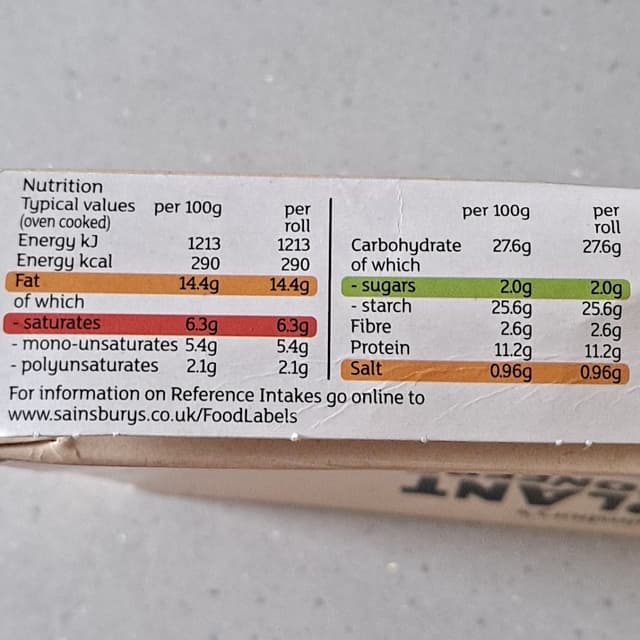 Nutrition
Typical values per 100g per
(oven cooked) roll
Energy kJ 1213 1213
Energy kcal 290 290
Fat 14.4g 14.4g
of which
- saturates 6.3g 6.3g
- mono-unsaturates 5.4g 5.4g
- polyunsaturates 2.1g 2.1g
per 100g per
roll
Carbohydrate 27.6g 27.6g
of which
- sugars 2.0g 2.0g
- starch 25.6g 25.6g
Fibre 2.6g 2.6g
Protein 11.2g 11.2g
Salt 0.96g 0.96g
For information on Reference Intakes go online to
www.sainsburys.co.uk/FoodLabels
PLANT